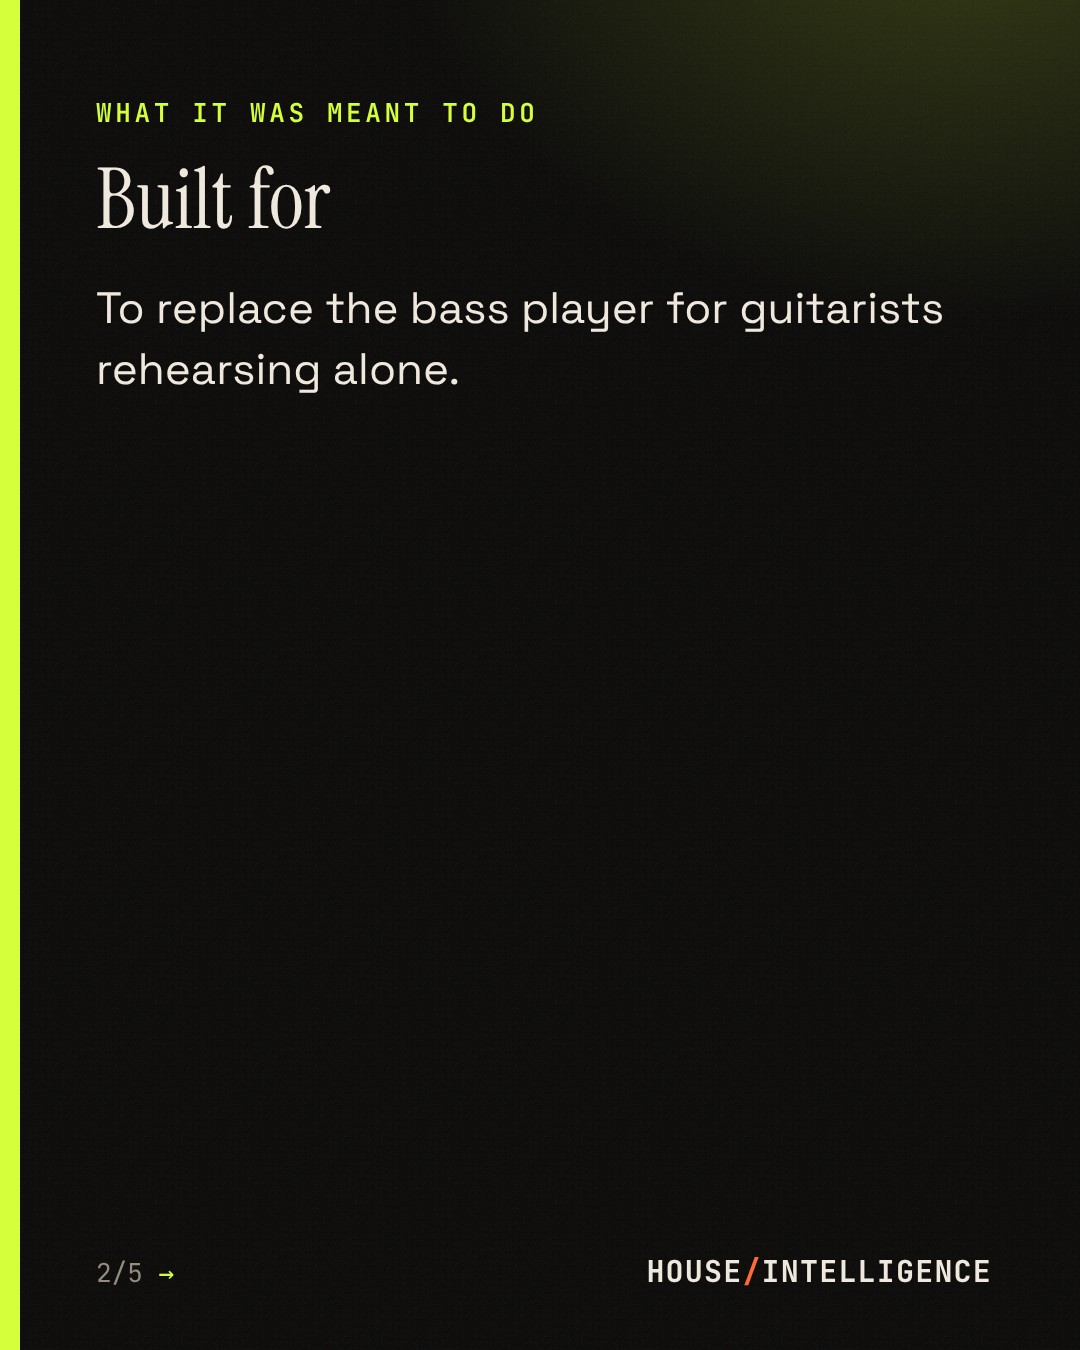 WHAT IT WAS MEANT TO DO
Built for
To replace the bass player for guitarists
rehearsing alone.
2/5 →
HOUSE/INTELLIGENCE